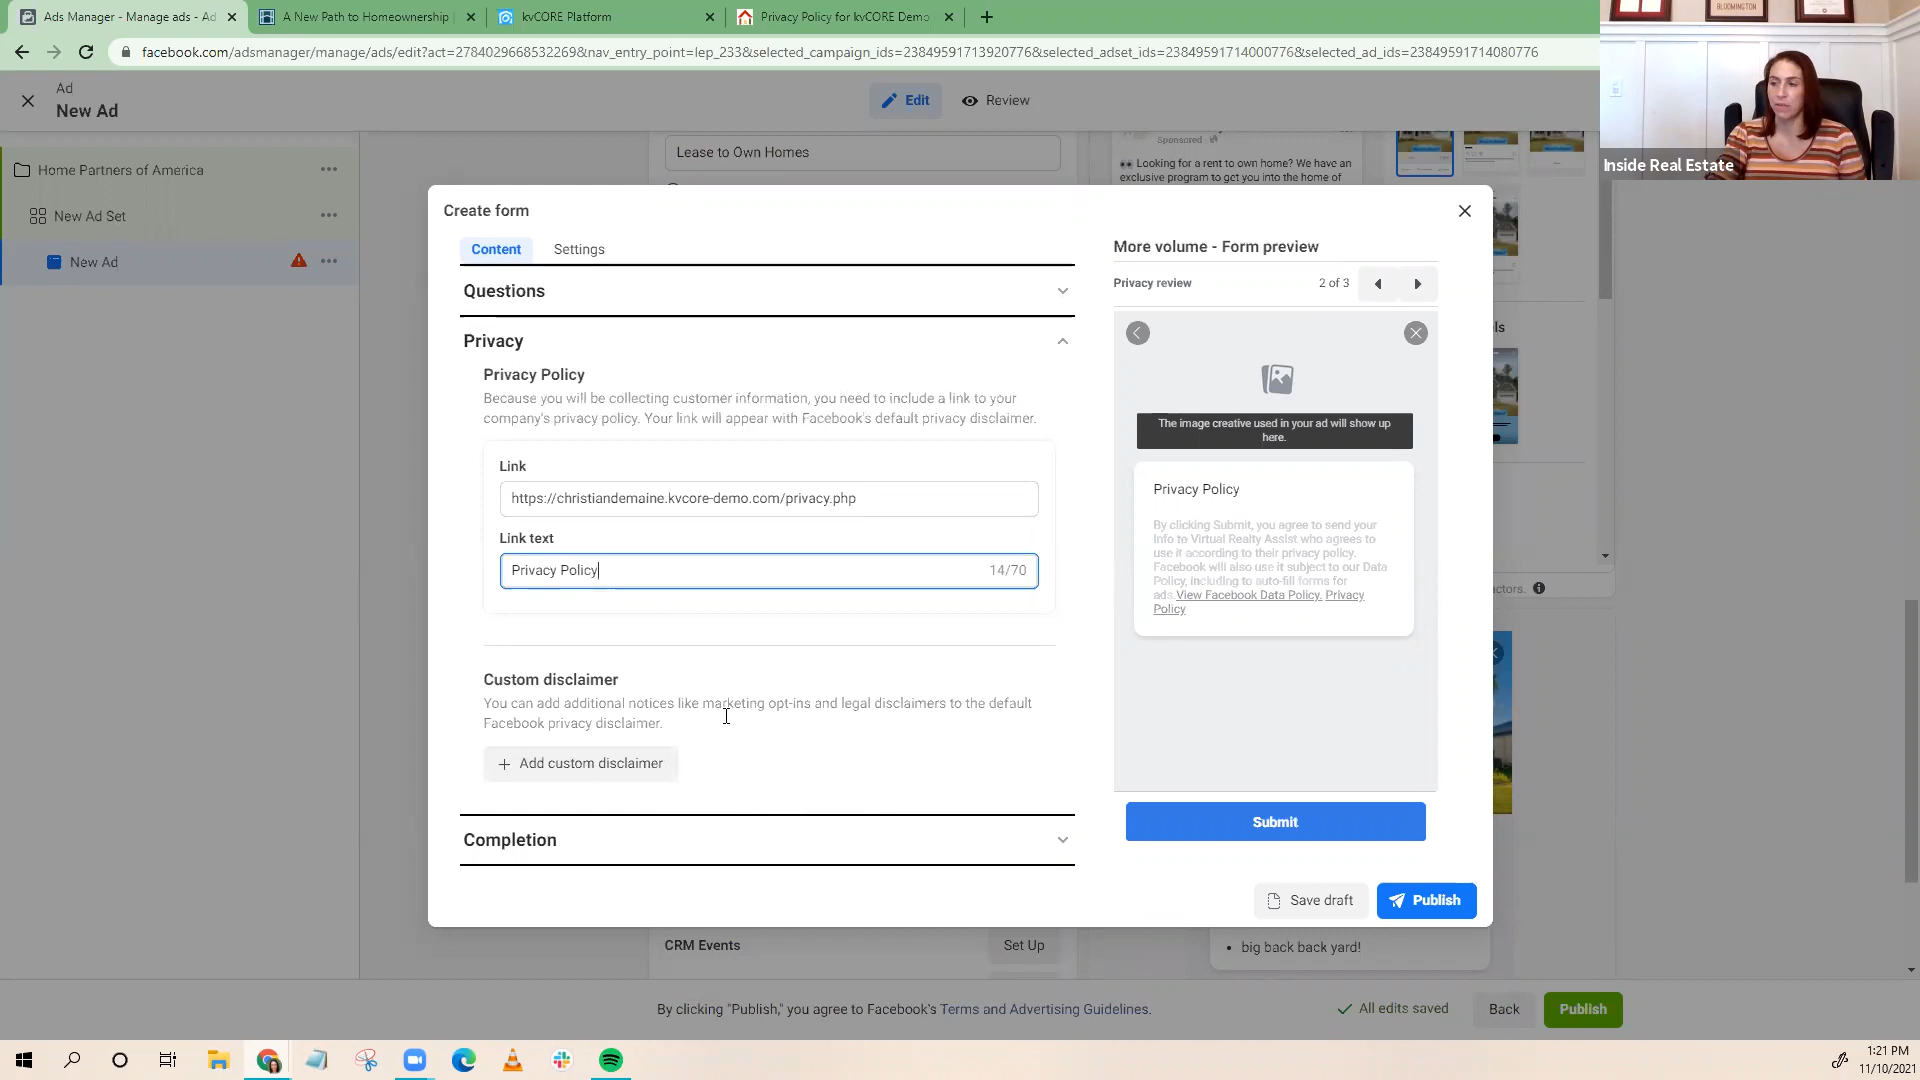 Ads Manager - Manage ads - Ad
A New Path to Homeownership |
kvCORE Platform
Privacy Policy for kvCORE Demo
facebook.com/adsmanager/manage/ads/edit?act=2784029668532269&nav_entry_point=lep_233&selected_campaign_ids=23849591713920776&selected_adset_ids=23849591714000776&selected_ad_ids=23849591714080776
Ad
New Ad
Edit
Review
BLOOMINGTON
Inside Real Estate
Home Partners of America
New Ad Set
New Ad
Lease to Own Homes
Sponsored
Looking for a rent to own home? We have an
exclusive program to get you into the home of
Create form
Content
Settings
Questions
Privacy
Privacy Policy
Because you will be collecting customer information, you need to include a link to your
company's privacy policy. Your link will appear with Facebook's default privacy disclaimer.
Link
https://christiandemaine.kvcore-demo.com/privacy.php
Link text
Privacy Policy
14/70
Custom disclaimer
You can add additional notices like marketing opt-ins and legal disclaimers to the default
Facebook privacy disclaimer.
Add custom disclaimer
Completion
More volume - Form preview
Privacy review
2 of 3
The image creative used in your ad will show up
here.
Privacy Policy
By clicking Submit, you agree to send your
info to Virtual Realty Assist who agrees to
use it according to their privacy policy.
Facebook will also use it subject to our Data
Policy, including to auto-fill forms for
ads. View Facebook Data Policy. Privacy
Policy
Submit
Save draft
Publish
ls
actors.
CRM Events
Set Up
• big back back yard!
By clicking "Publish," you agree to Facebook's Terms and Advertising Guidelines.
All edits saved
Back
Publish
1:21 PM
11/10/2021